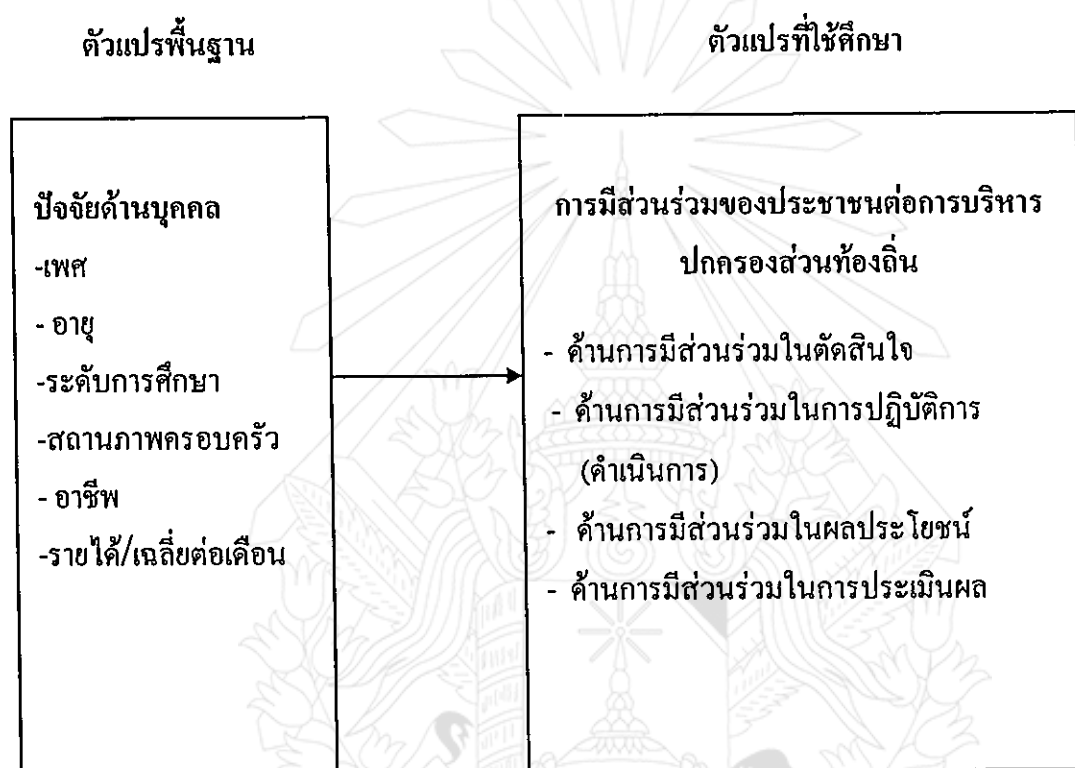 ตัวแปรพื้นฐาน
ตัวแปรที่ใช้ศึกษา
ปัจจัยด้านบุคคล
-เพศ
- อายุ
-ระดับการศึกษา
-สถานภาพครอบครัว
- อาชีพ
-รายได้/เฉลี่ยต่อเดือน
การมีส่วนร่วมของประชาชนต่อการบริหาร
ปกครองส่วนท้องถิ่น
- ด้านการมีส่วนร่วมในตัดสินใจ
- ด้านการมีส่วนร่วมในการปฏิบัติการ
(ดำเนินการ)
- ด้านการมีส่วนร่วมในผลประโยชน์
- ด้านการมีส่วนร่วมในการประเมินผล